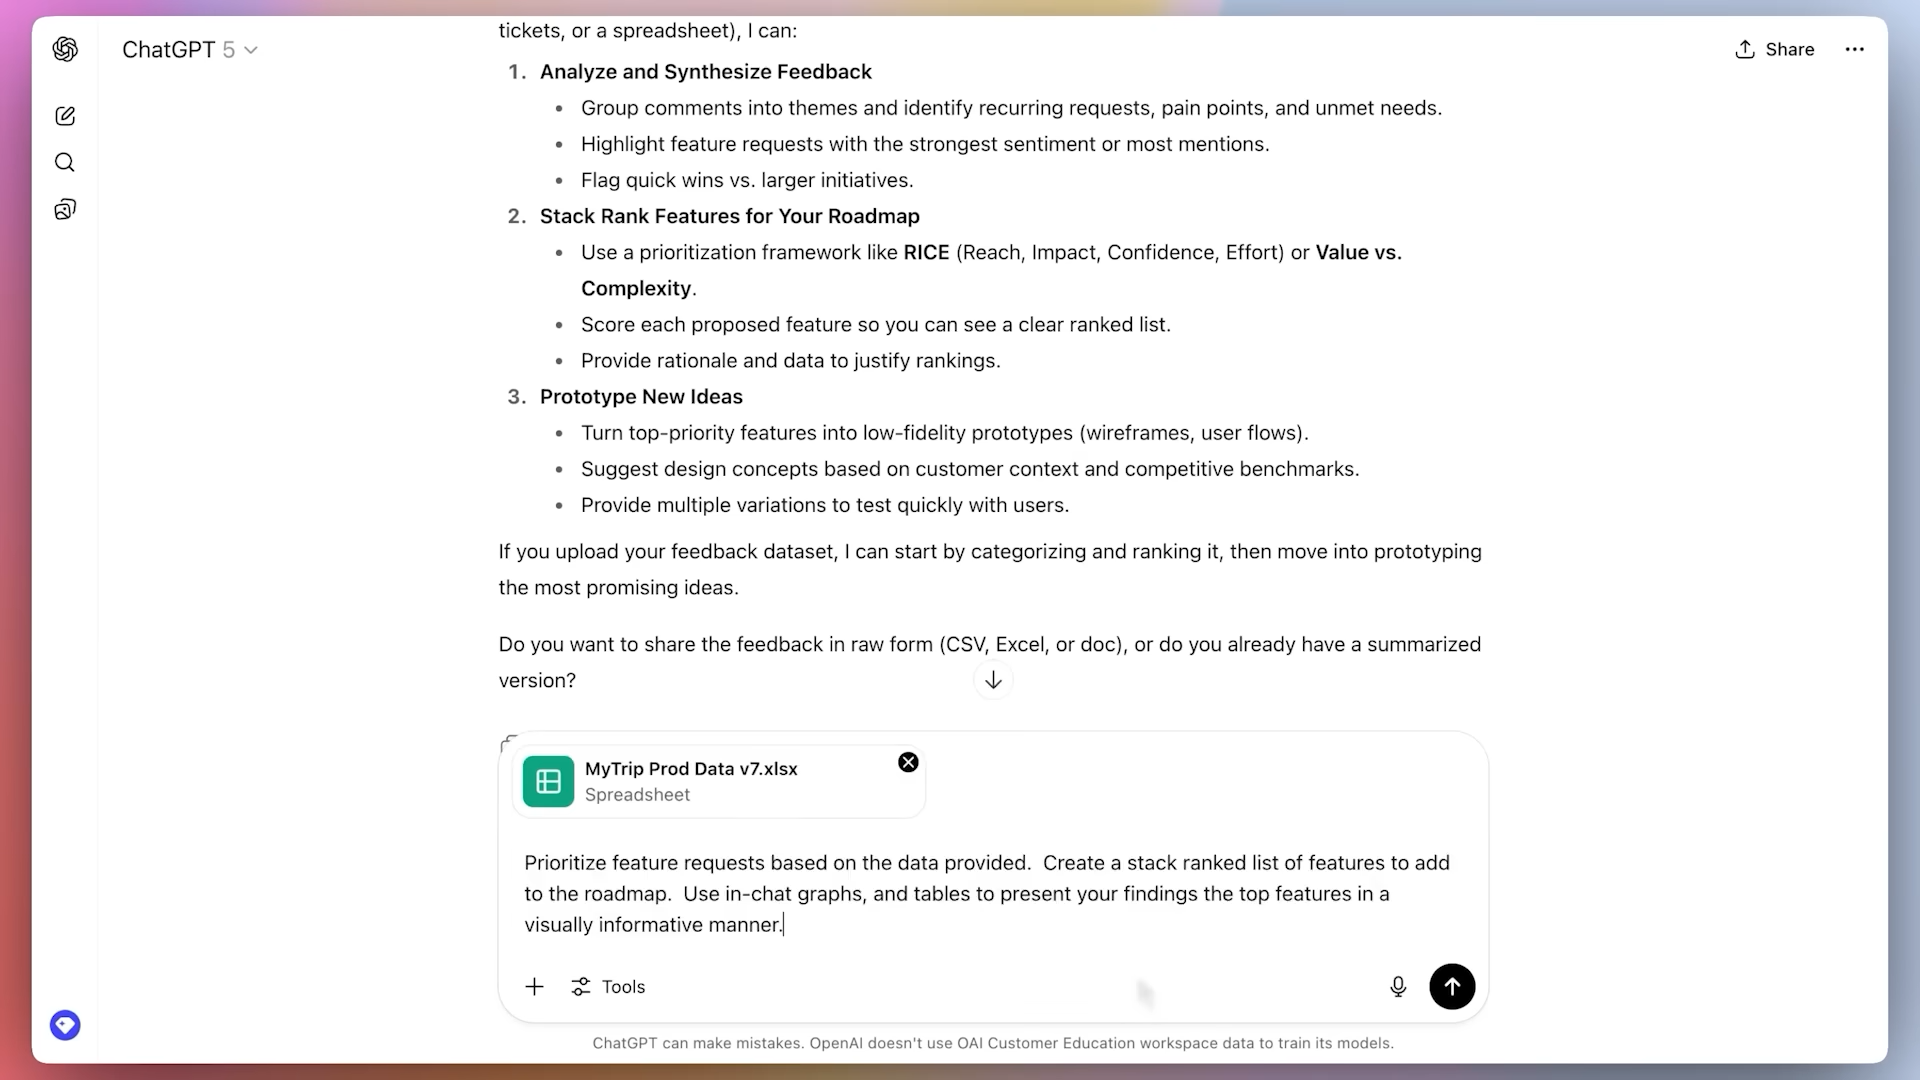 ChatGPT 5
Share
tickets, or a spreadsheet), I can:
1. Analyze and Synthesize Feedback
• Group comments into themes and identify recurring requests, pain points, and unmet needs.
• Highlight feature requests with the strongest sentiment or most mentions.
• Flag quick wins vs. larger initiatives.
2. Stack Rank Features for Your Roadmap
• Use a prioritization framework like RICE (Reach, Impact, Confidence, Effort) or Value vs.
Complexity.
• Score each proposed feature so you can see a clear ranked list.
• Provide rationale and data to justify rankings.
3. Prototype New Ideas
• Turn top-priority features into low-fidelity prototypes (wireframes, user flows).
• Suggest design concepts based on customer context and competitive benchmarks.
• Provide multiple variations to test quickly with users.
If you upload your feedback dataset, I can start by categorizing and ranking it, then move into prototyping
the most promising ideas.
Do you want to share the feedback in raw form (CSV, Excel, or doc), or do you already have a summarized
version?
MyTrip Prod Data v7.xlsx
Spreadsheet
Prioritize feature requests based on the data provided.  Create a stack ranked list of features to add
to the roadmap.  Use in-chat graphs, and tables to present your findings the top features in a
visually informative manner.
Tools
ChatGPT can make mistakes. OpenAI doesn't use OAI Customer Education workspace data to train its models.